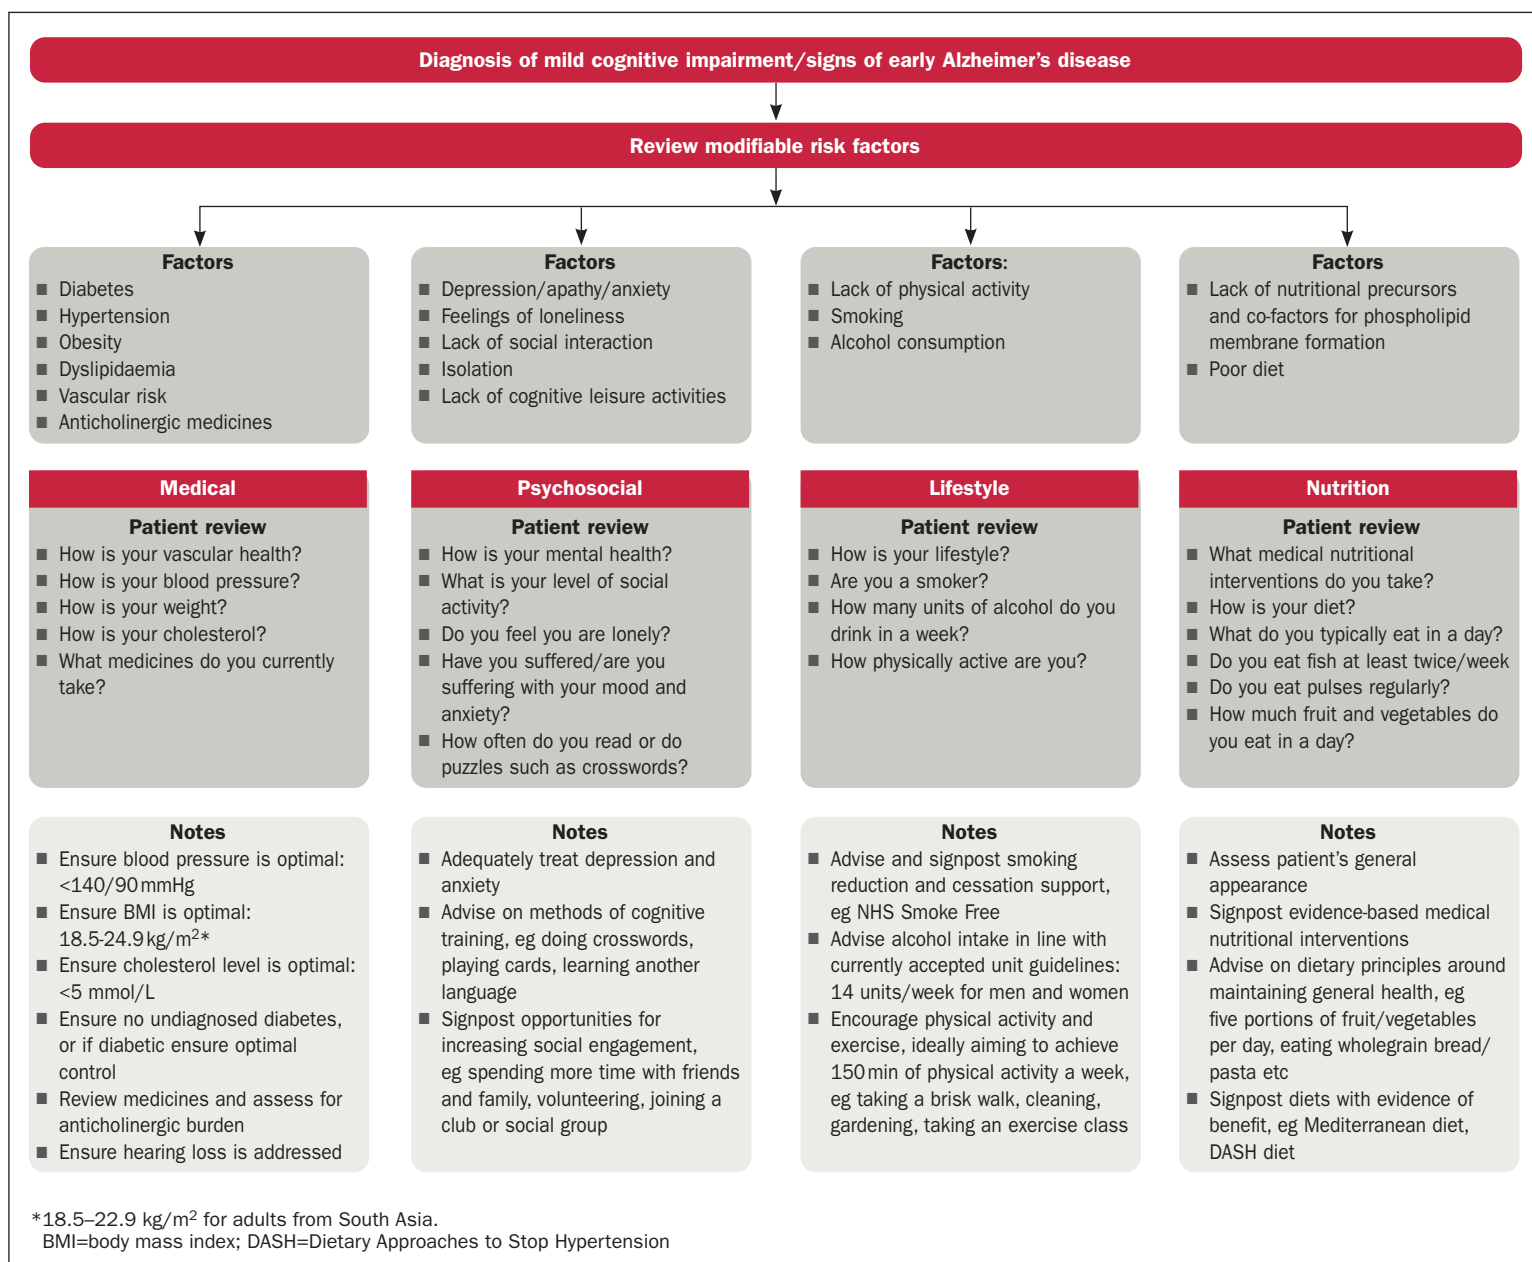 Diagnosis of mild cognitive impairment/signs of early Alzheimer’s disease
Review modifiable risk factors
Factors
■ Diabetes
■ Hypertension
■ Obesity
■ Dyslipidaemia
■ Vascular risk
■ Anticholinergic medicines
Factors
■ Depression/apathy/anxiety
■ Feelings of loneliness
■ Lack of social interaction
■ Isolation
■ Lack of cognitive leisure activities
Factors:
■ Lack of physical activity
■ Smoking
■ Alcohol consumption
Factors
■ Lack of nutritional precursors
and co-factors for phospholipid
membrane formation
■ Poor diet
Medical
Patient review
■ How is your vascular health?
■ How is your blood pressure?
■ How is your weight?
■ How is your cholesterol?
■ What medicines do you currently
take?
Psychosocial
Patient review
■ How is your mental health?
■ What is your level of social
activity?
■ Do you feel you are lonely?
■ Have you suffered/are you
suffering with your mood and
anxiety?
■ How often do you read or do
puzzles such as crosswords?
Lifestyle
Patient review
■ How is your lifestyle?
■ Are you a smoker?
■ How many units of alcohol do you
drink in a week?
■ How physically active are you?
Nutrition
Patient review
■ What medical nutritional
interventions do you take?
■ How is your diet?
■ What do you typically eat in a day?
■ Do you eat fish at least twice/week
■ Do you eat pulses regularly?
■ How much fruit and vegetables do
you eat in a day?
Notes
■ Ensure blood pressure is optimal:
<140/90 mmHg
■ Ensure BMI is optimal:
18.5-24.9 kg/m²*
■ Ensure cholesterol level is optimal:
<5 mmol/L
■ Ensure no undiagnosed diabetes,
or if diabetic ensure optimal
control
■ Review medicines and assess for
anticholinergic burden
■ Ensure hearing loss is addressed
Notes
■ Adequately treat depression and
anxiety
■ Advise on methods of cognitive
training, eg doing crosswords,
playing cards, learning another
language
■ Signpost opportunities for
increasing social engagement,
eg spending more time with friends
and family, volunteering, joining a
club or social group
Notes
■ Advise and signpost smoking
reduction and cessation support,
eg NHS Smoke Free
■ Advise alcohol intake in line with
currently accepted unit guidelines:
14 units/week for men and women
■ Encourage physical activity and
exercise, ideally aiming to achieve
150 min of physical activity a week,
eg taking a brisk walk, cleaning,
gardening, taking an exercise class
Notes
■ Assess patient’s general
appearance
■ Signpost evidence-based medical
nutritional interventions
■ Advise on dietary principles around
maintaining general health, eg
five portions of fruit/vegetables
per day, eating wholegrain bread/
pasta etc
■ Signpost diets with evidence of
benefit, eg Mediterranean diet,
DASH diet
*18.5–22.9 kg/m² for adults from South Asia.
BMI=body mass index; DASH=Dietary Approaches to Stop Hypertension